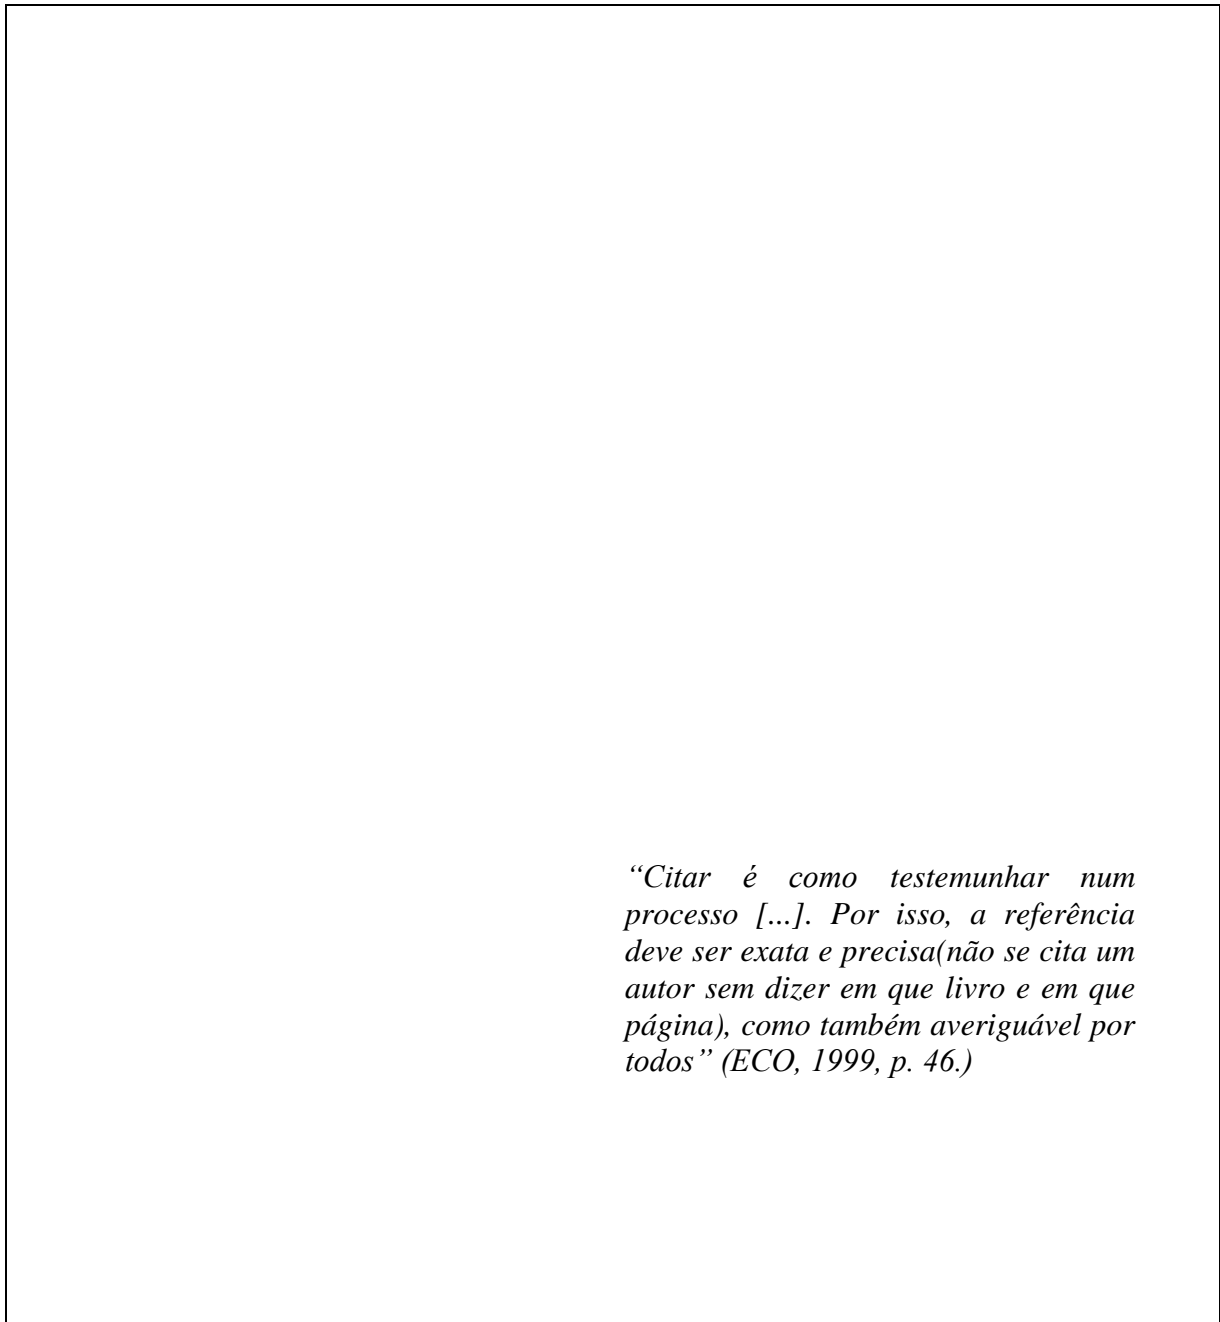 “Citar é como testemunhar num
processo [...]. Por isso, a referência
deve ser exata e precisa(não se cita um
autor sem dizer em que livro e em que
página), como também averiguável por
todos” (ECO, 1999, p. 46.)